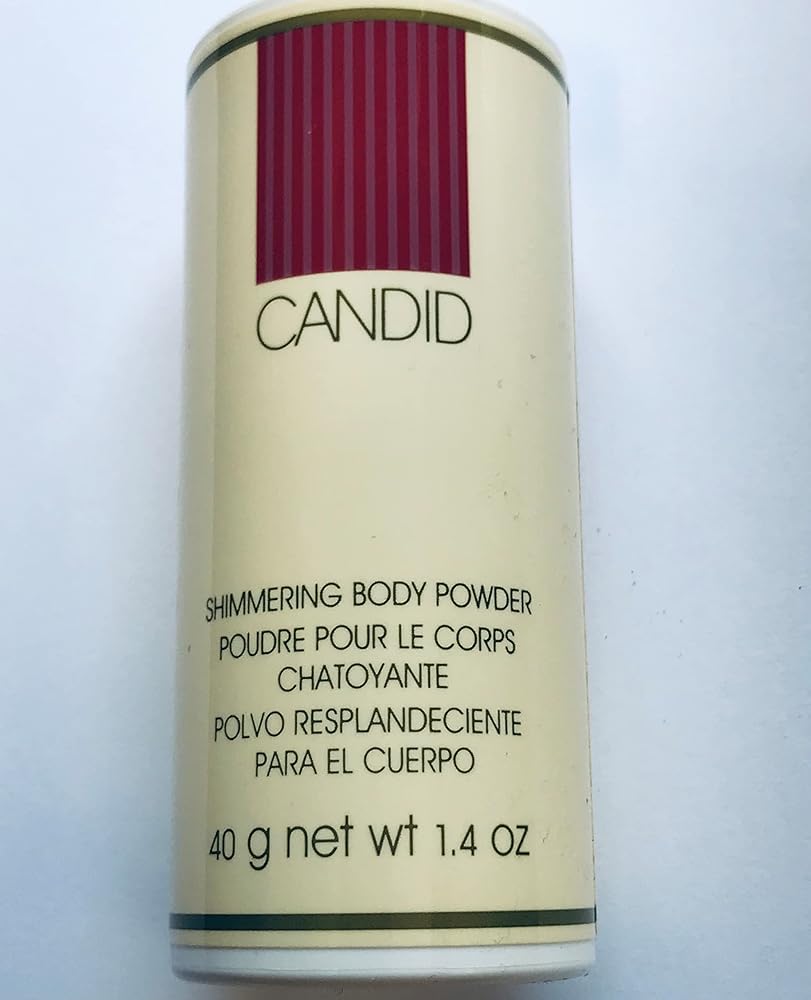 CANDID
SHIMMERING BODY POWDER
POUDRE POUR LE CORPS
CHATOYANTE
POLVO RESPLANDECIENTE
PARA EL CUERPO
40 g net wt 1.4 oz